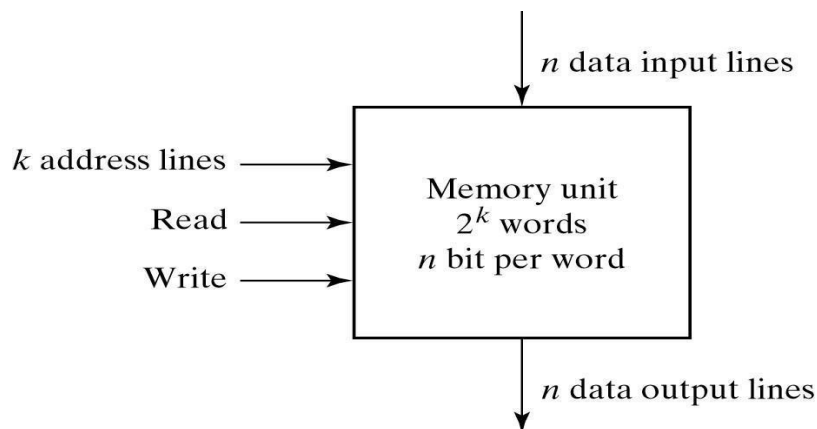 n data input lines
k address lines
Read
Write
Memory unit
2^k words
n bit per word
n data output lines